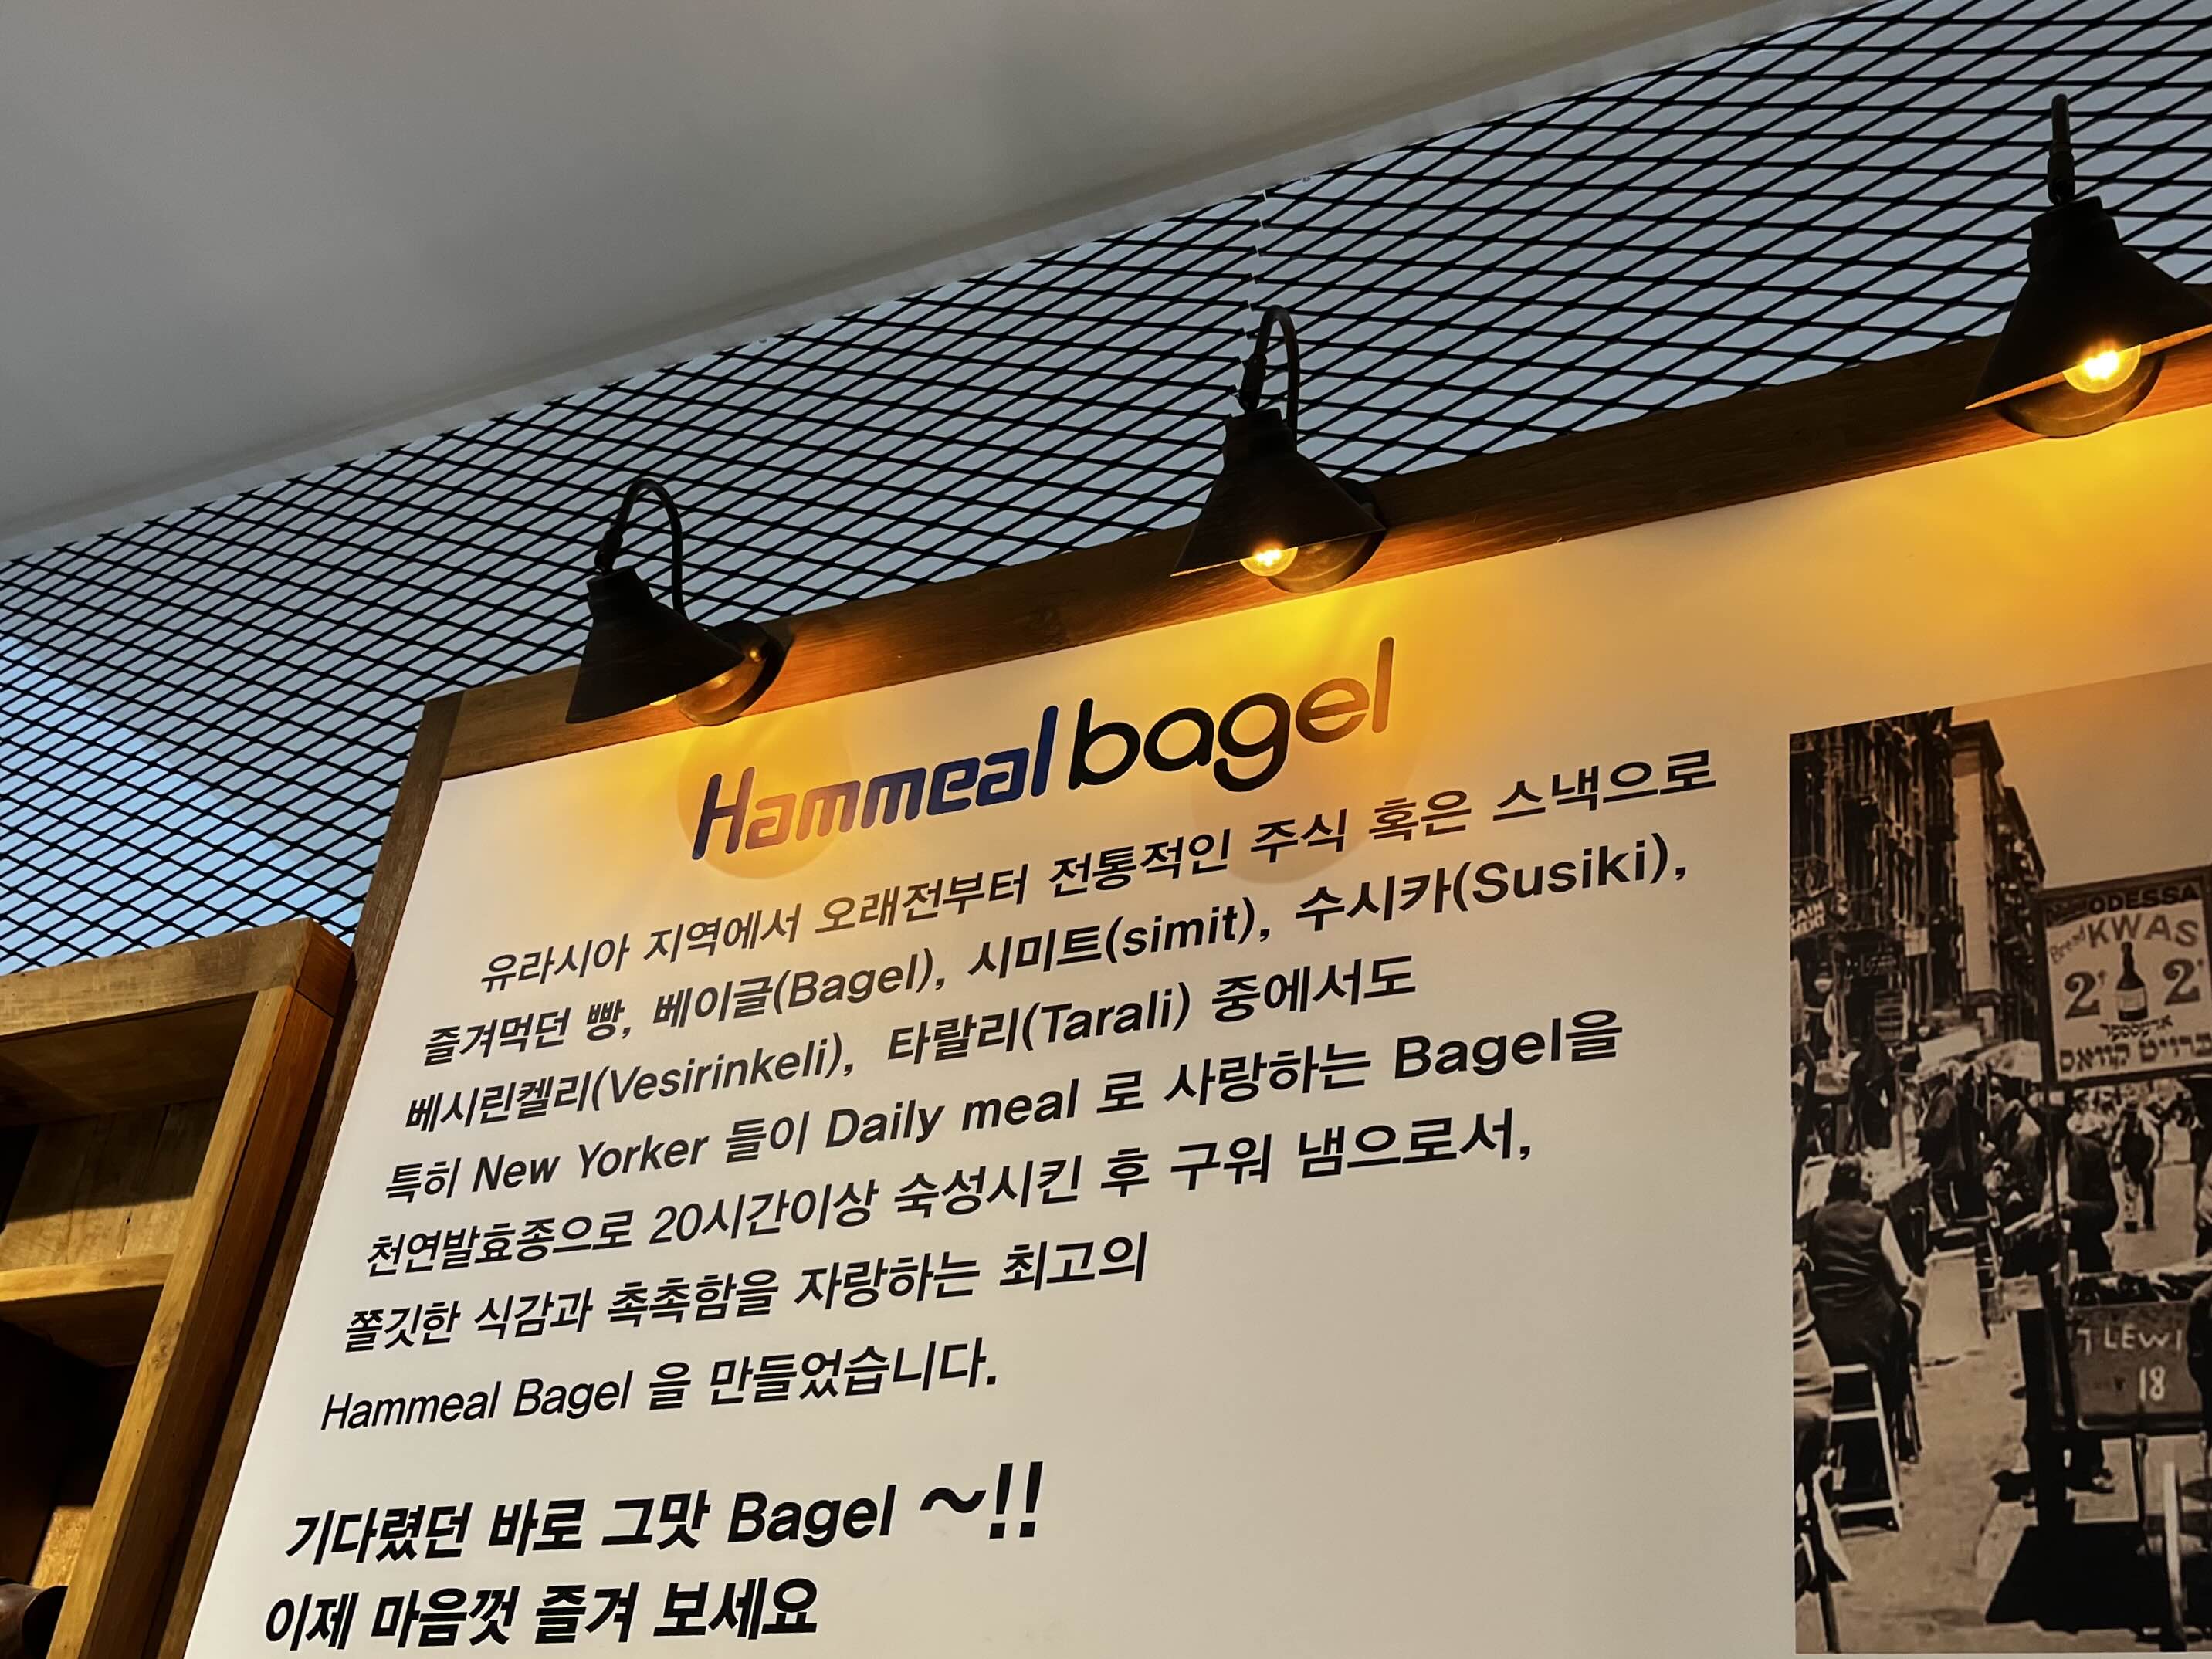 Hammeal bagel
유라시아 지역에서 오래전부터 전통적인 주식 혹은 스낵으로
즐겨먹던 빵, 베이글(Bagel), 시미트(simit), 수시카(Susiki),
베시린켈리(Vesirinkeli), 타랄리(Tarali) 중에서도
특히 New Yorker 들이 Daily meal 로 사랑하는 Bagel을
천연발효종으로 20시간이상 숙성시킨 후 구워 냄으로서,
쫄깃한 식감과 촉촉함을 자랑하는 최고의
Hammeal Bagel 을 만들었습니다.
기다렸던 바로 그맛 Bagel ~!!
이제 마음껏 즐겨 보세요
ODESSA
Bread KWAS
2¢ 2
ברויט קוואס
LEWI
18